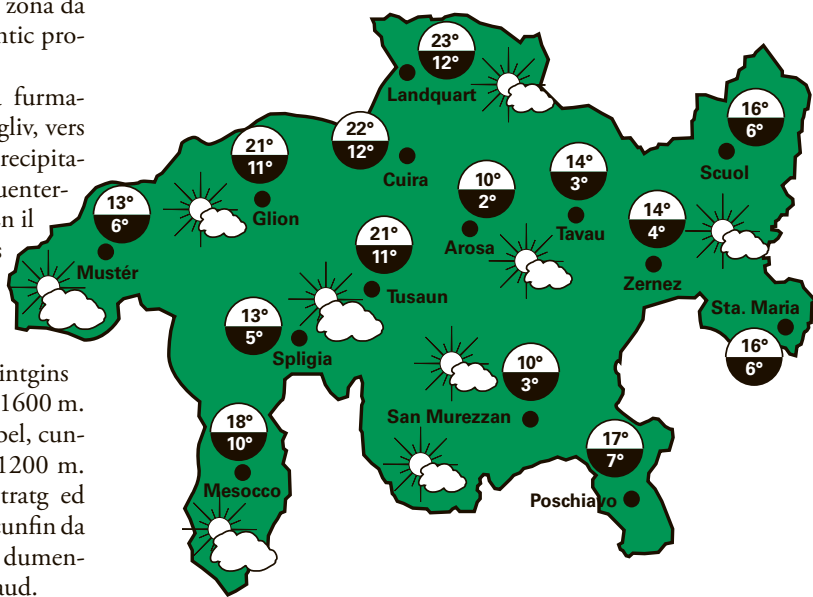 zona da
ntic pro-
furma-
gliv, vers
recipita-
uenter-
n il
s
intgins
1600 m.
bel, cun-
1200 m.
tratg ed
cunfin da
dumen-
aud.
23°
12°
Landquart
22°
12°
Cuira
21°
11°
Glion
13°
6°
Mustér
10°
2°
Arosa
14°
3°
Tavau
16°
6°
Scuol
14°
4°
Zernez
21°
11°
Tusaun
13°
5°
Spligia
Sta. Maria
16°
6°
10°
3°
San Murezzan
18°
10°
Mesocco
17°
7°
Poschiavo